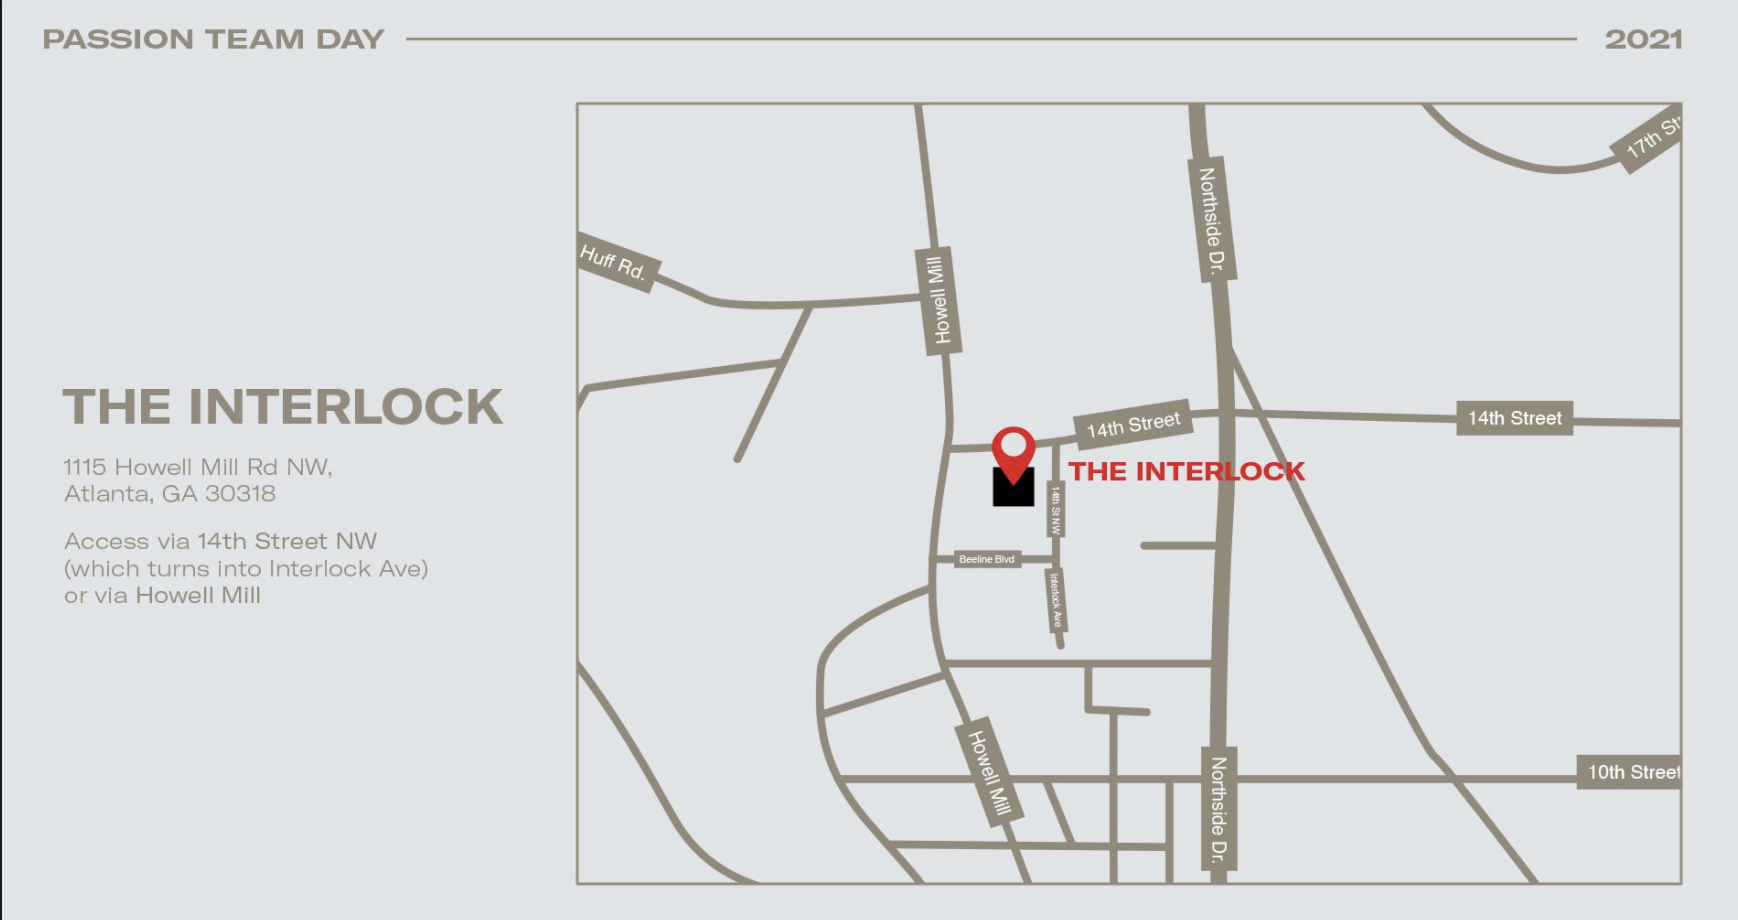 PASSION TEAM DAY
2021
17th St
Northside Dr.
Huff Rd.
Howell Mill
THE INTERLOCK
1115 Howell Mill Rd NW,
Atlanta, GA 30318
Access via 14th Street NW
(which turns into Interlock Ave)
or via Howell Mill
14th Street
14th Street
THE INTERLOCK
14th St NW
Beeline Blvd
Interlock Ave
Howell Mill
Northside Dr.
10th Street